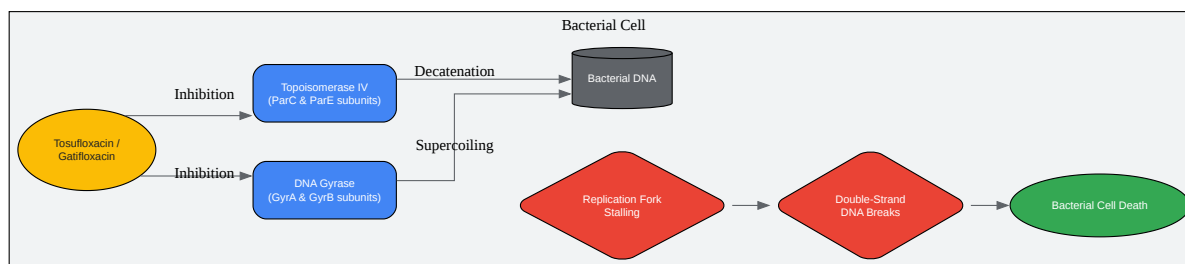 Bacterial Cell
Inhibition
Topoisomerase IV
(ParC & ParE subunits)
Decatenation
Bacterial DNA
Tosufloxacin /
Gatifloxacin
Inhibition
DNA Gyrase
(GyrA & GyrB subunits)
Supercoiling
Replication Fork
Stalling
Double-Strand
DNA Breaks
Bacterial Cell Death